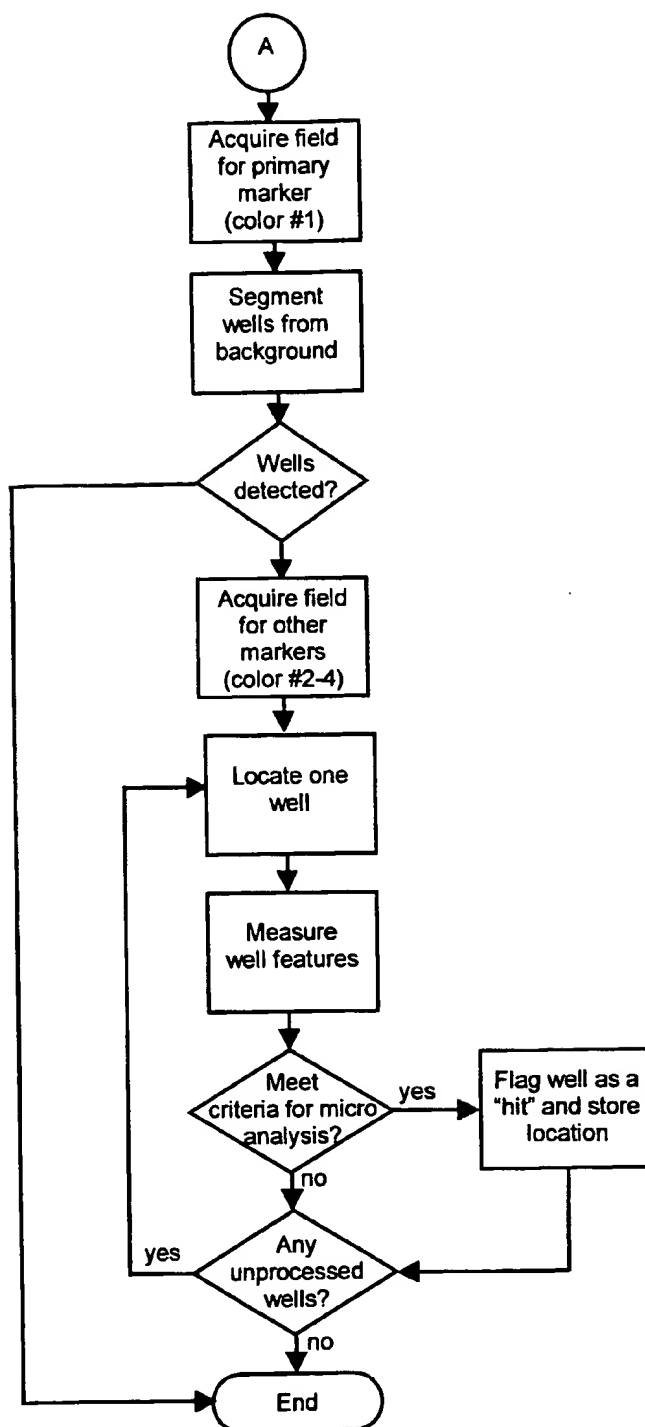 A
Acquire field
for primary
marker
(color #1)
Segment
wells from
background
Wells
detected?
Acquire field
for other
markers
(color #2-4)
Locate one
well
Measure
well features
Meet
criteria for micro
analysis?
yes
Flag well as a
"hit" and store
location
no
Any
unprocessed
wells?
yes
no
End